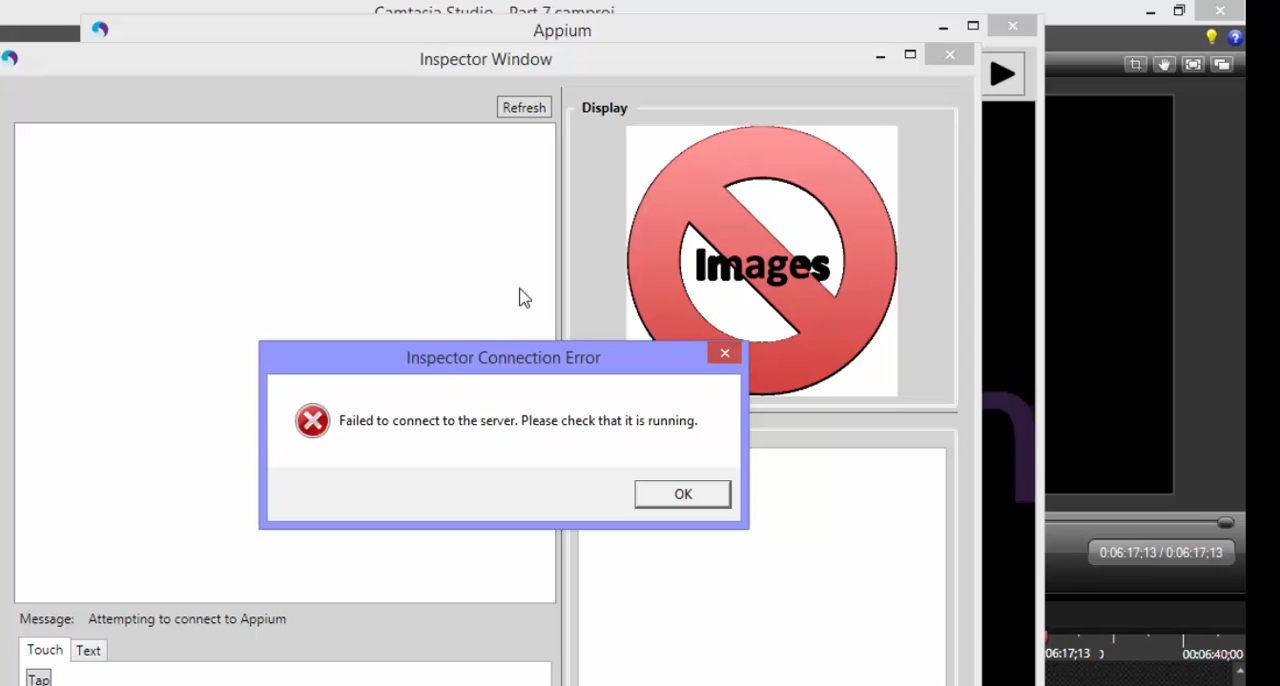 Camtasia Studio - Part 7.camproj
Appium
Inspector Window
Refresh
Display
Images
Inspector Connection Error
Failed to connect to the server. Please check that it is running.
OK
0:06:17;13 / 0:06:17;13
Message: Attempting to connect to Appium
Touch Text
Tap
06:17;13
00:06:40;00